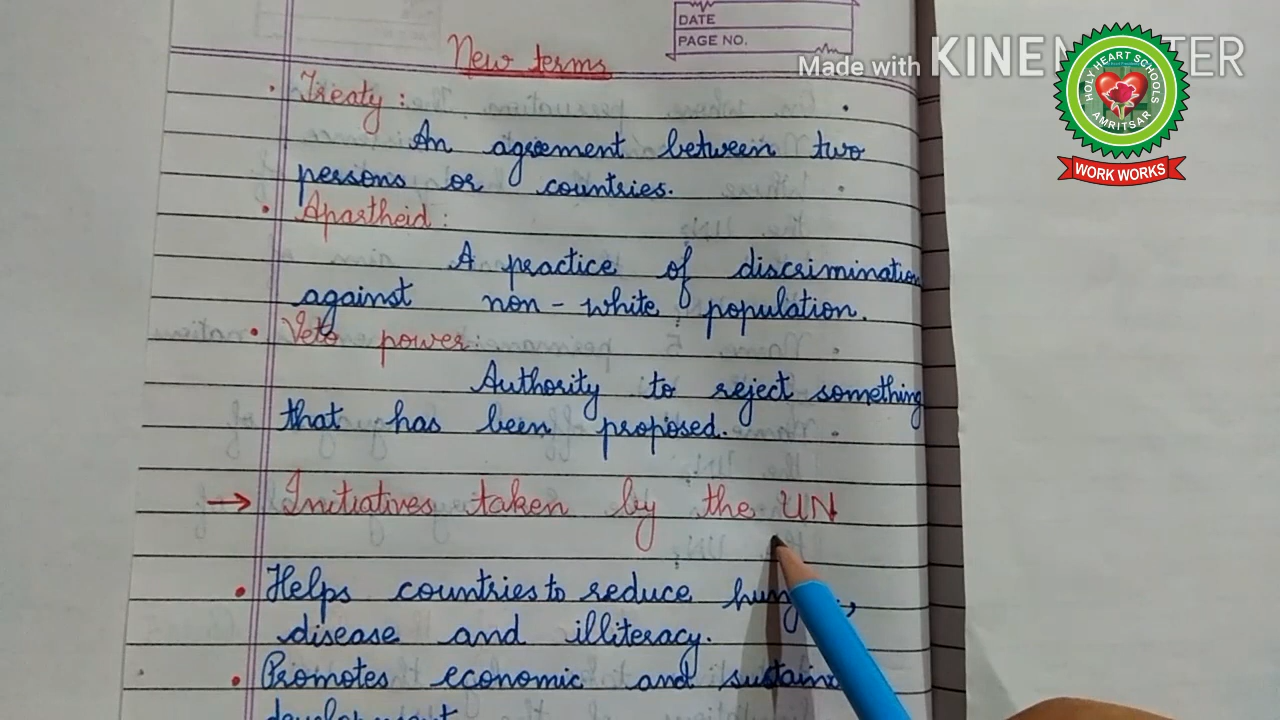 DATE
PAGE NO.
Made with KINEMASTER
HOLY HEART SCHOOLS
AMRITSAR
WORK WORKS
New terms
• Treaty :
An agreement between two
persons or countries.
• Apartheid :
A practice of discrimination
against non-white population.
• Veto power :
Authority to reject something
that has been proposed.
→ Initiatives taken by the UN
• Helps countries to reduce
disease and illiteracy.
• Promotes economic and